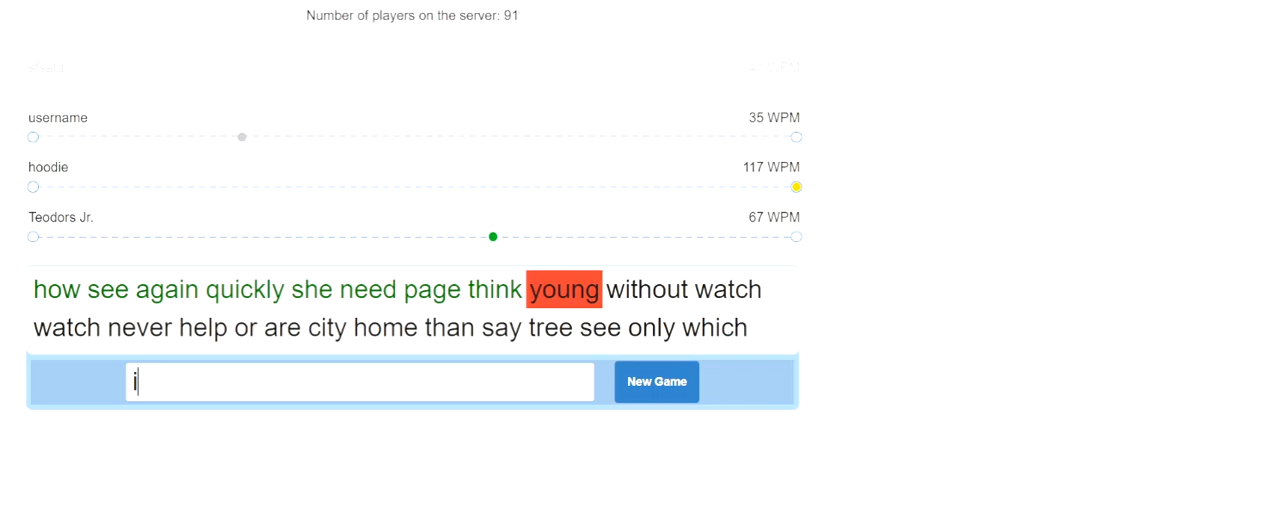 Number of players on the server: 91
username 35 WPM
hoodie 117 WPM
Teodors Jr. 67 WPM
how see again quickly she need page think young without watch
watch never help or are city home than say tree see only which
i
New Game